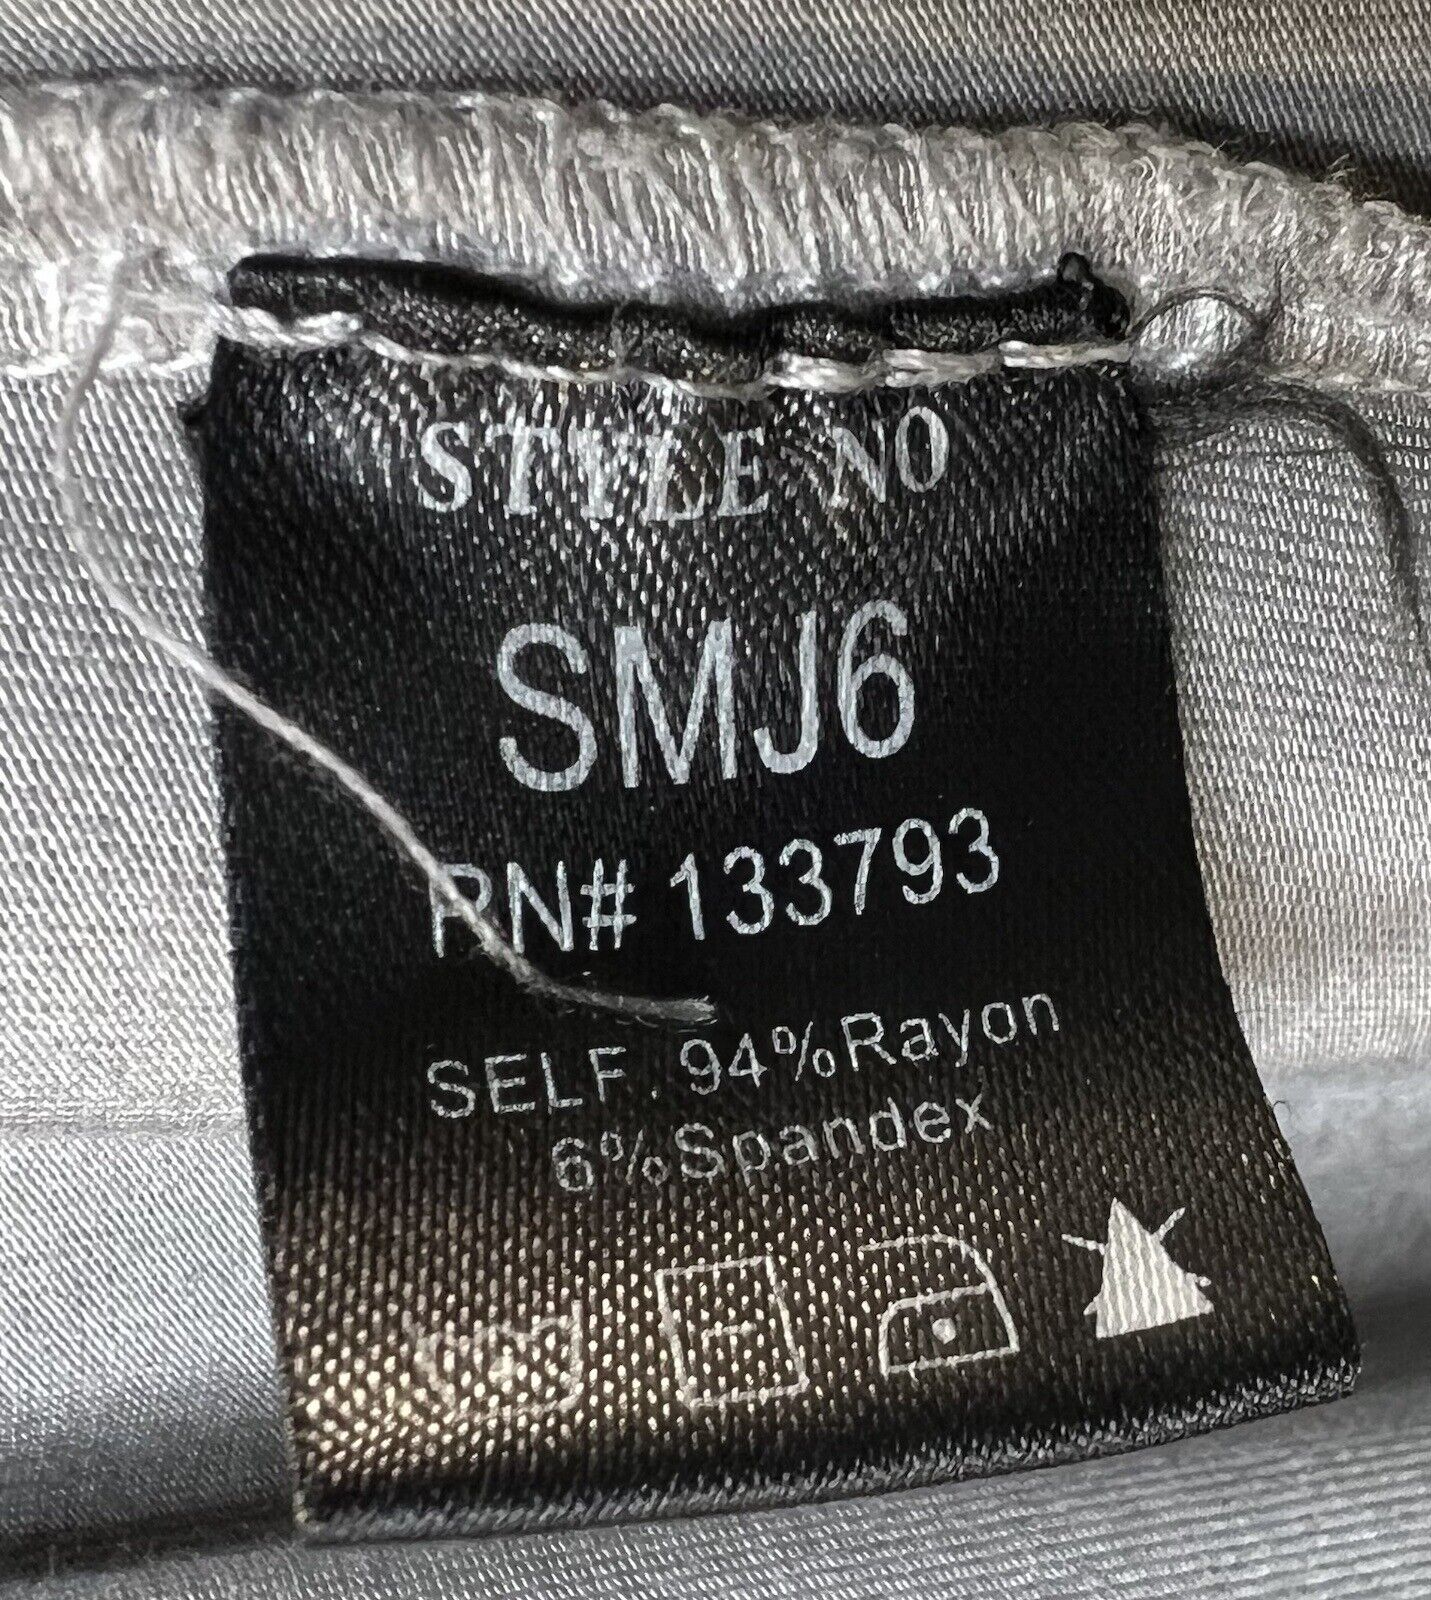 STYLE NO
SMJ6
RN# 133793
SELF. 94%Rayon
6%Spandex